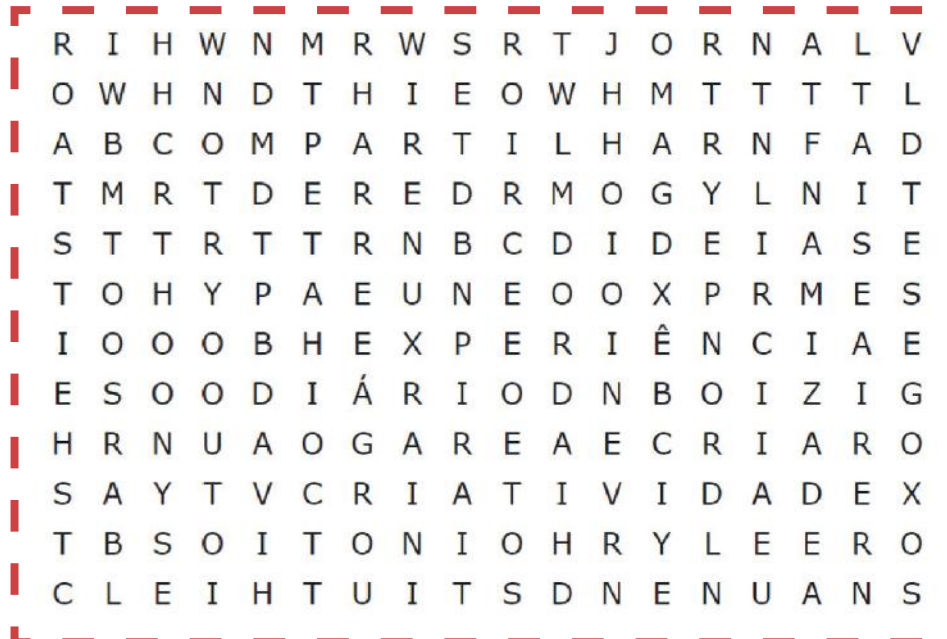 R I H W N M R W S R T J O R N A L V
O W H N D T H I E O W H M T T T T L
A B C O M P A R T I L H A R N F A D
T M R T D E R E D R M O G Y L N I T
S T T R T T R N B C D I D E I A S E
T O H Y P A E U N E O O X P R M E S
I O O O B H E X P E R I Ê N C I A E
E S O O D I Á R I O D N B O I Z I G
H R N U A O G A R E A E C R I A R O
S A Y T V C R I A T I V I D A D E X
T B S O I T O N I O H R Y L E E R O
C L E I H T U I T S D N E N U A N S